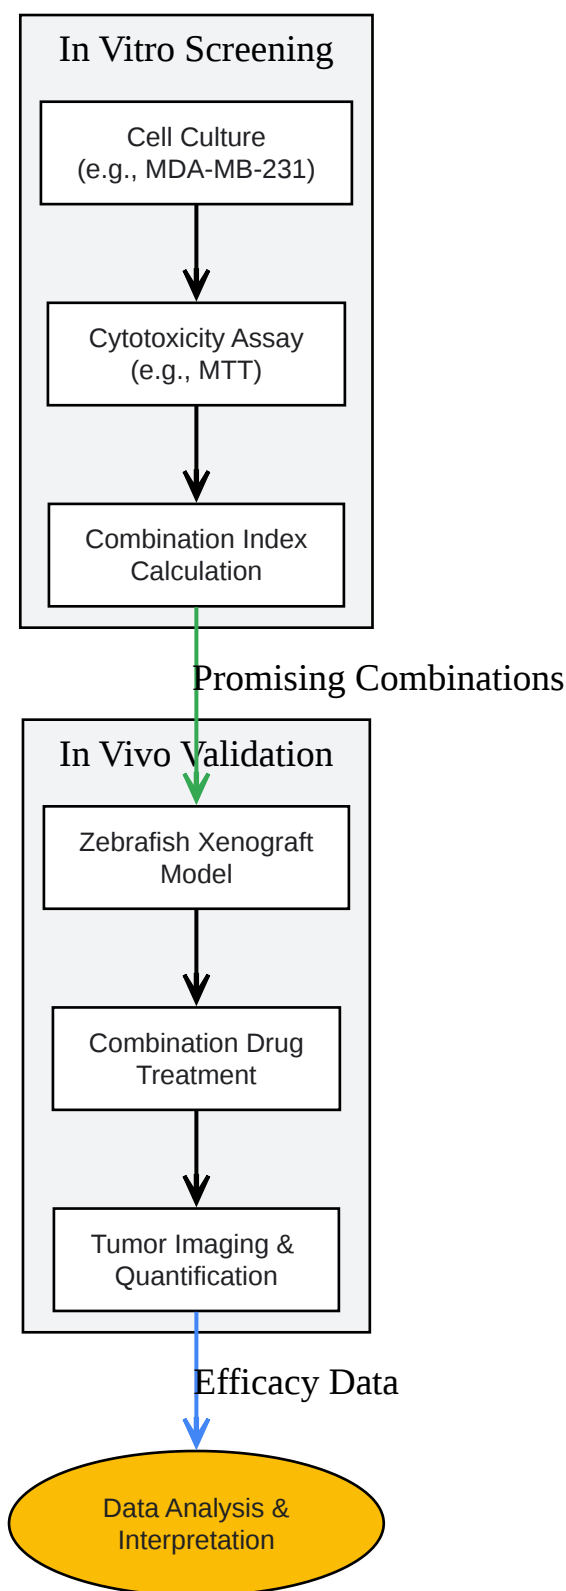 In Vitro Screening
Cell Culture
(e.g., MDA-MB-231)
Cytotoxicity Assay
(e.g., MTT)
Combination Index
Calculation
Promising Combinations
In Vivo Validation
Zebrafish Xenograft
Model
Combination Drug
Treatment
Tumor Imaging &
Quantification
Efficacy Data
Data Analysis &
Interpretation